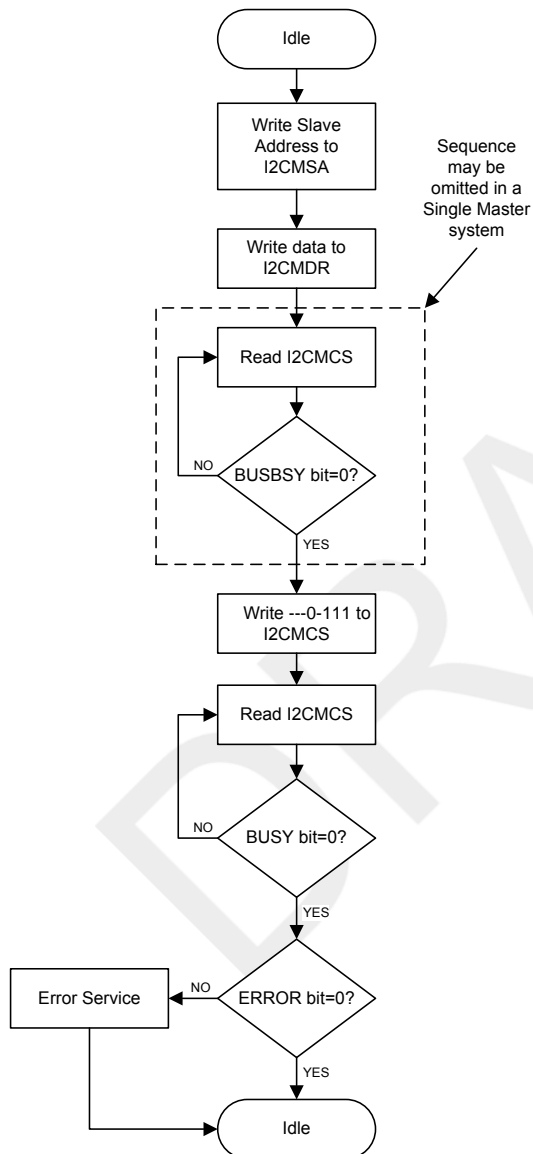 Idle
Write Slave
Address to
I2CMSA
Sequence
may be
omitted in a
Single Master
system
Write data to
I2CMDR
Read I2CMCS
NO
BUSBSY bit=0?
YES
Write ---0-111 to
I2CMCS
Read I2CMCS
NO
BUSY bit=0?
YES
Error Service
NO
ERROR bit=0?
YES
Idle
DRA